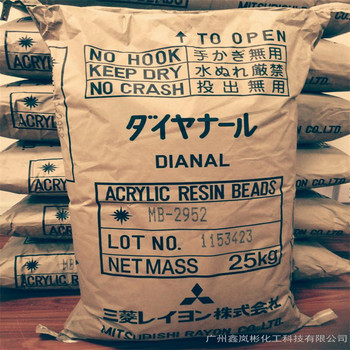 ↑ TO OPEN
NO HOOK 手かき無用
KEEP DRY 水ぬれ厳禁
NO CRASH 投出無用
ダイヤナール
DIANAL
ACRYLIC RESIN BEADS
MB-2952
LOT NO. 1153423
NET MASS 25kg
三菱レイヨン株式会社
MITSUBISHI RAYON CO.,LTD.
广州鑫岚彬化工科技有限公司